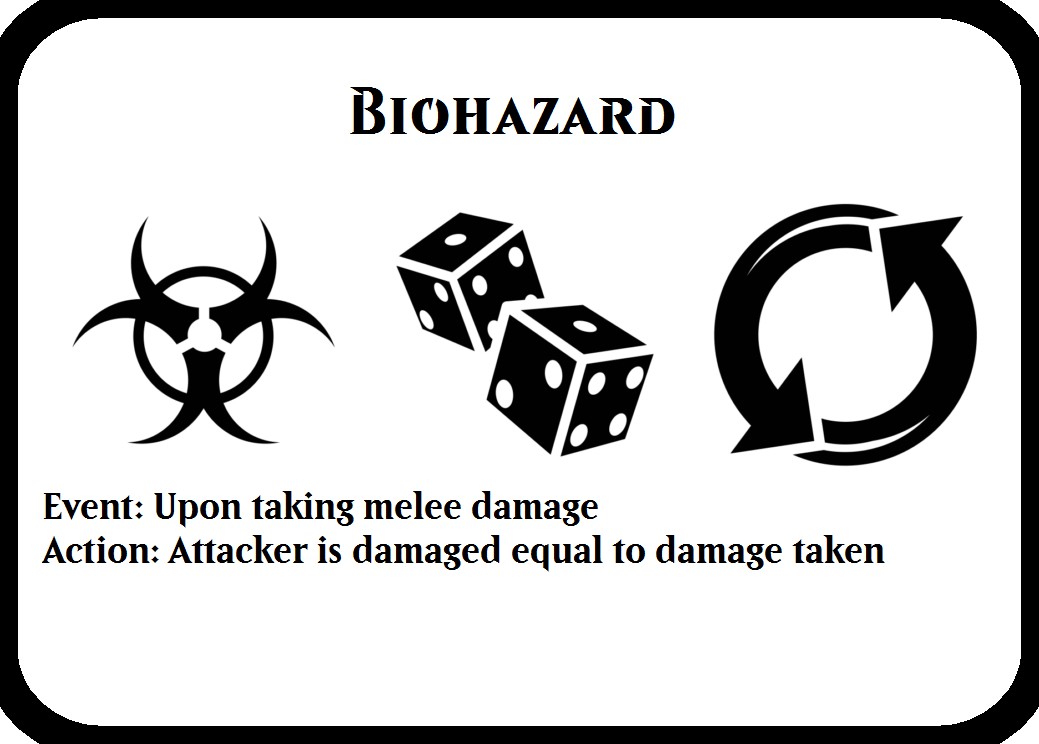 Biohazard
Event: Upon taking melee damage
Action: Attacker is damaged equal to damage taken